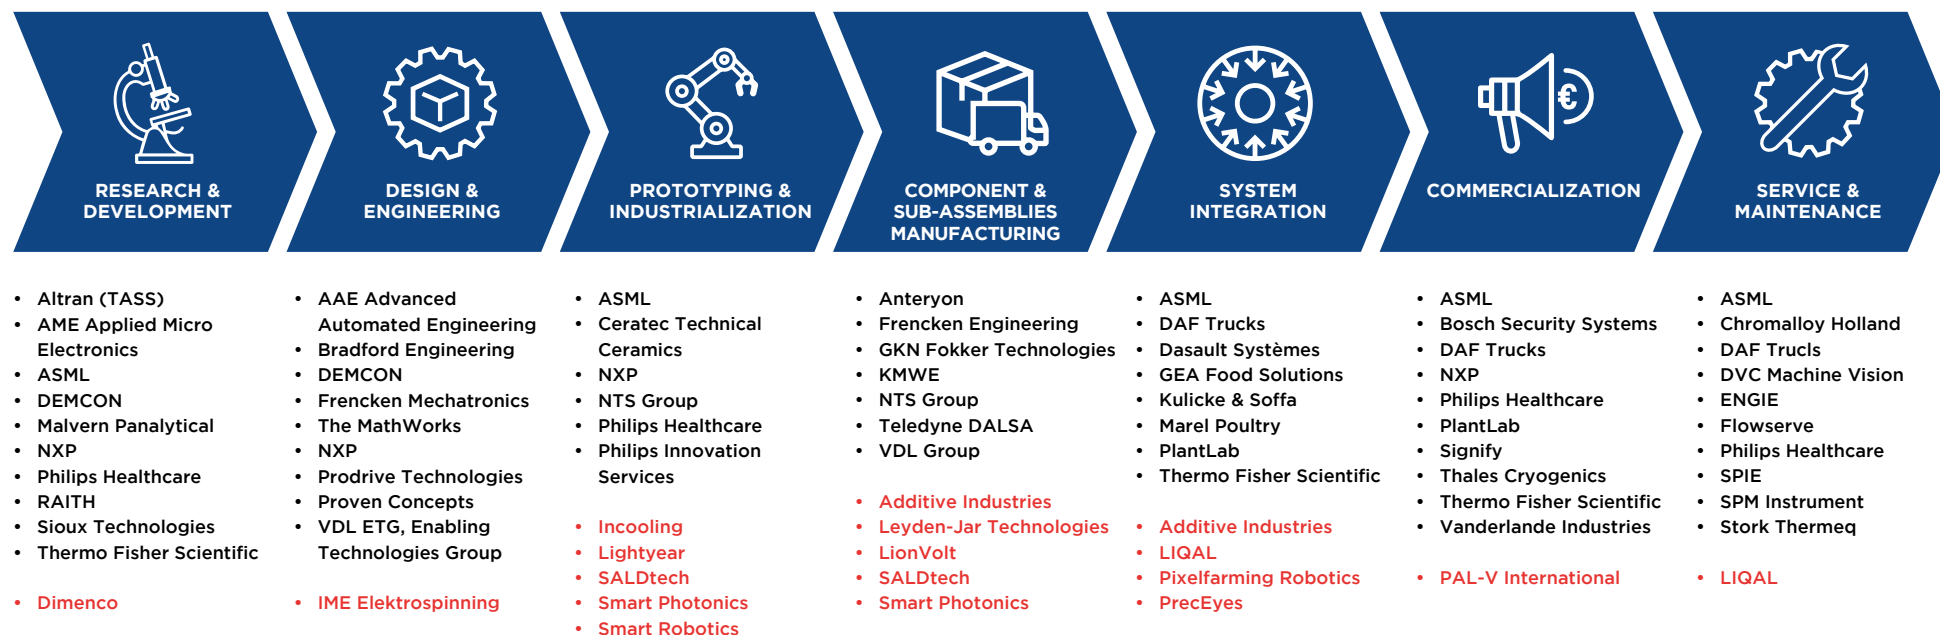 RESEARCH &
DEVELOPMENT
DESIGN &
ENGINEERING
PROTOTYPING &
INDUSTRIALIZATION
COMPONENT &
SUB-ASSEMBLIES
MANUFACTURING
SYSTEM
INTEGRATION
€
COMMERCIALIZATION
SERVICE &
MAINTENANCE
• Altran (TASS)
• AME Applied Micro
Electronics
• ASML
• DEMCON
• Malvern Panalytical
• NXP
• Philips Healthcare
• RAITH
• Sioux Technologies
• Thermo Fisher Scientific
• Dimenco
• AAE Advanced
Automated Engineering
• Bradford Engineering
• DEMCON
• Frencken Mechatronics
• The MathWorks
• NXP
• Prodrive Technologies
• Proven Concepts
• VDL ETG, Enabling
Technologies Group
• IME Elektrospinning
• ASML
• Ceratec Technical
Ceramics
• NXP
• NTS Group
• Philips Healthcare
• Philips Innovation
Services
• Incooling
• Lightyear
• SALDtech
• Smart Photonics
• Smart Robotics
• Anteryon
• Frencken Engineering
• GKN Fokker Technologies
• KMWE
• NTS Group
• Teledyne DALSA
• VDL Group
• Additive Industries
• Leyden-Jar Technologies
• LionVolt
• SALDtech
• Smart Photonics
• ASML
• DAF Trucks
• Dasault Systèmes
• GEA Food Solutions
• Kulicke & Soffa
• Marel Poultry
• PlantLab
• Thermo Fisher Scientific
• Additive Industries
• LIQAL
• Pixelfarming Robotics
• PrecEyes
• ASML
• Bosch Security Systems
• DAF Trucks
• NXP
• Philips Healthcare
• PlantLab
• Signify
• Thales Cryogenics
• Thermo Fisher Scientific
• Vanderlande Industries
• PAL-V International
• ASML
• Chromalloy Holland
• DAF Trucls
• DVC Machine Vision
• ENGIE
• Flowserve
• Philips Healthcare
• SPIE
• SPM Instrument
• Stork Thermeq
• LIQAL